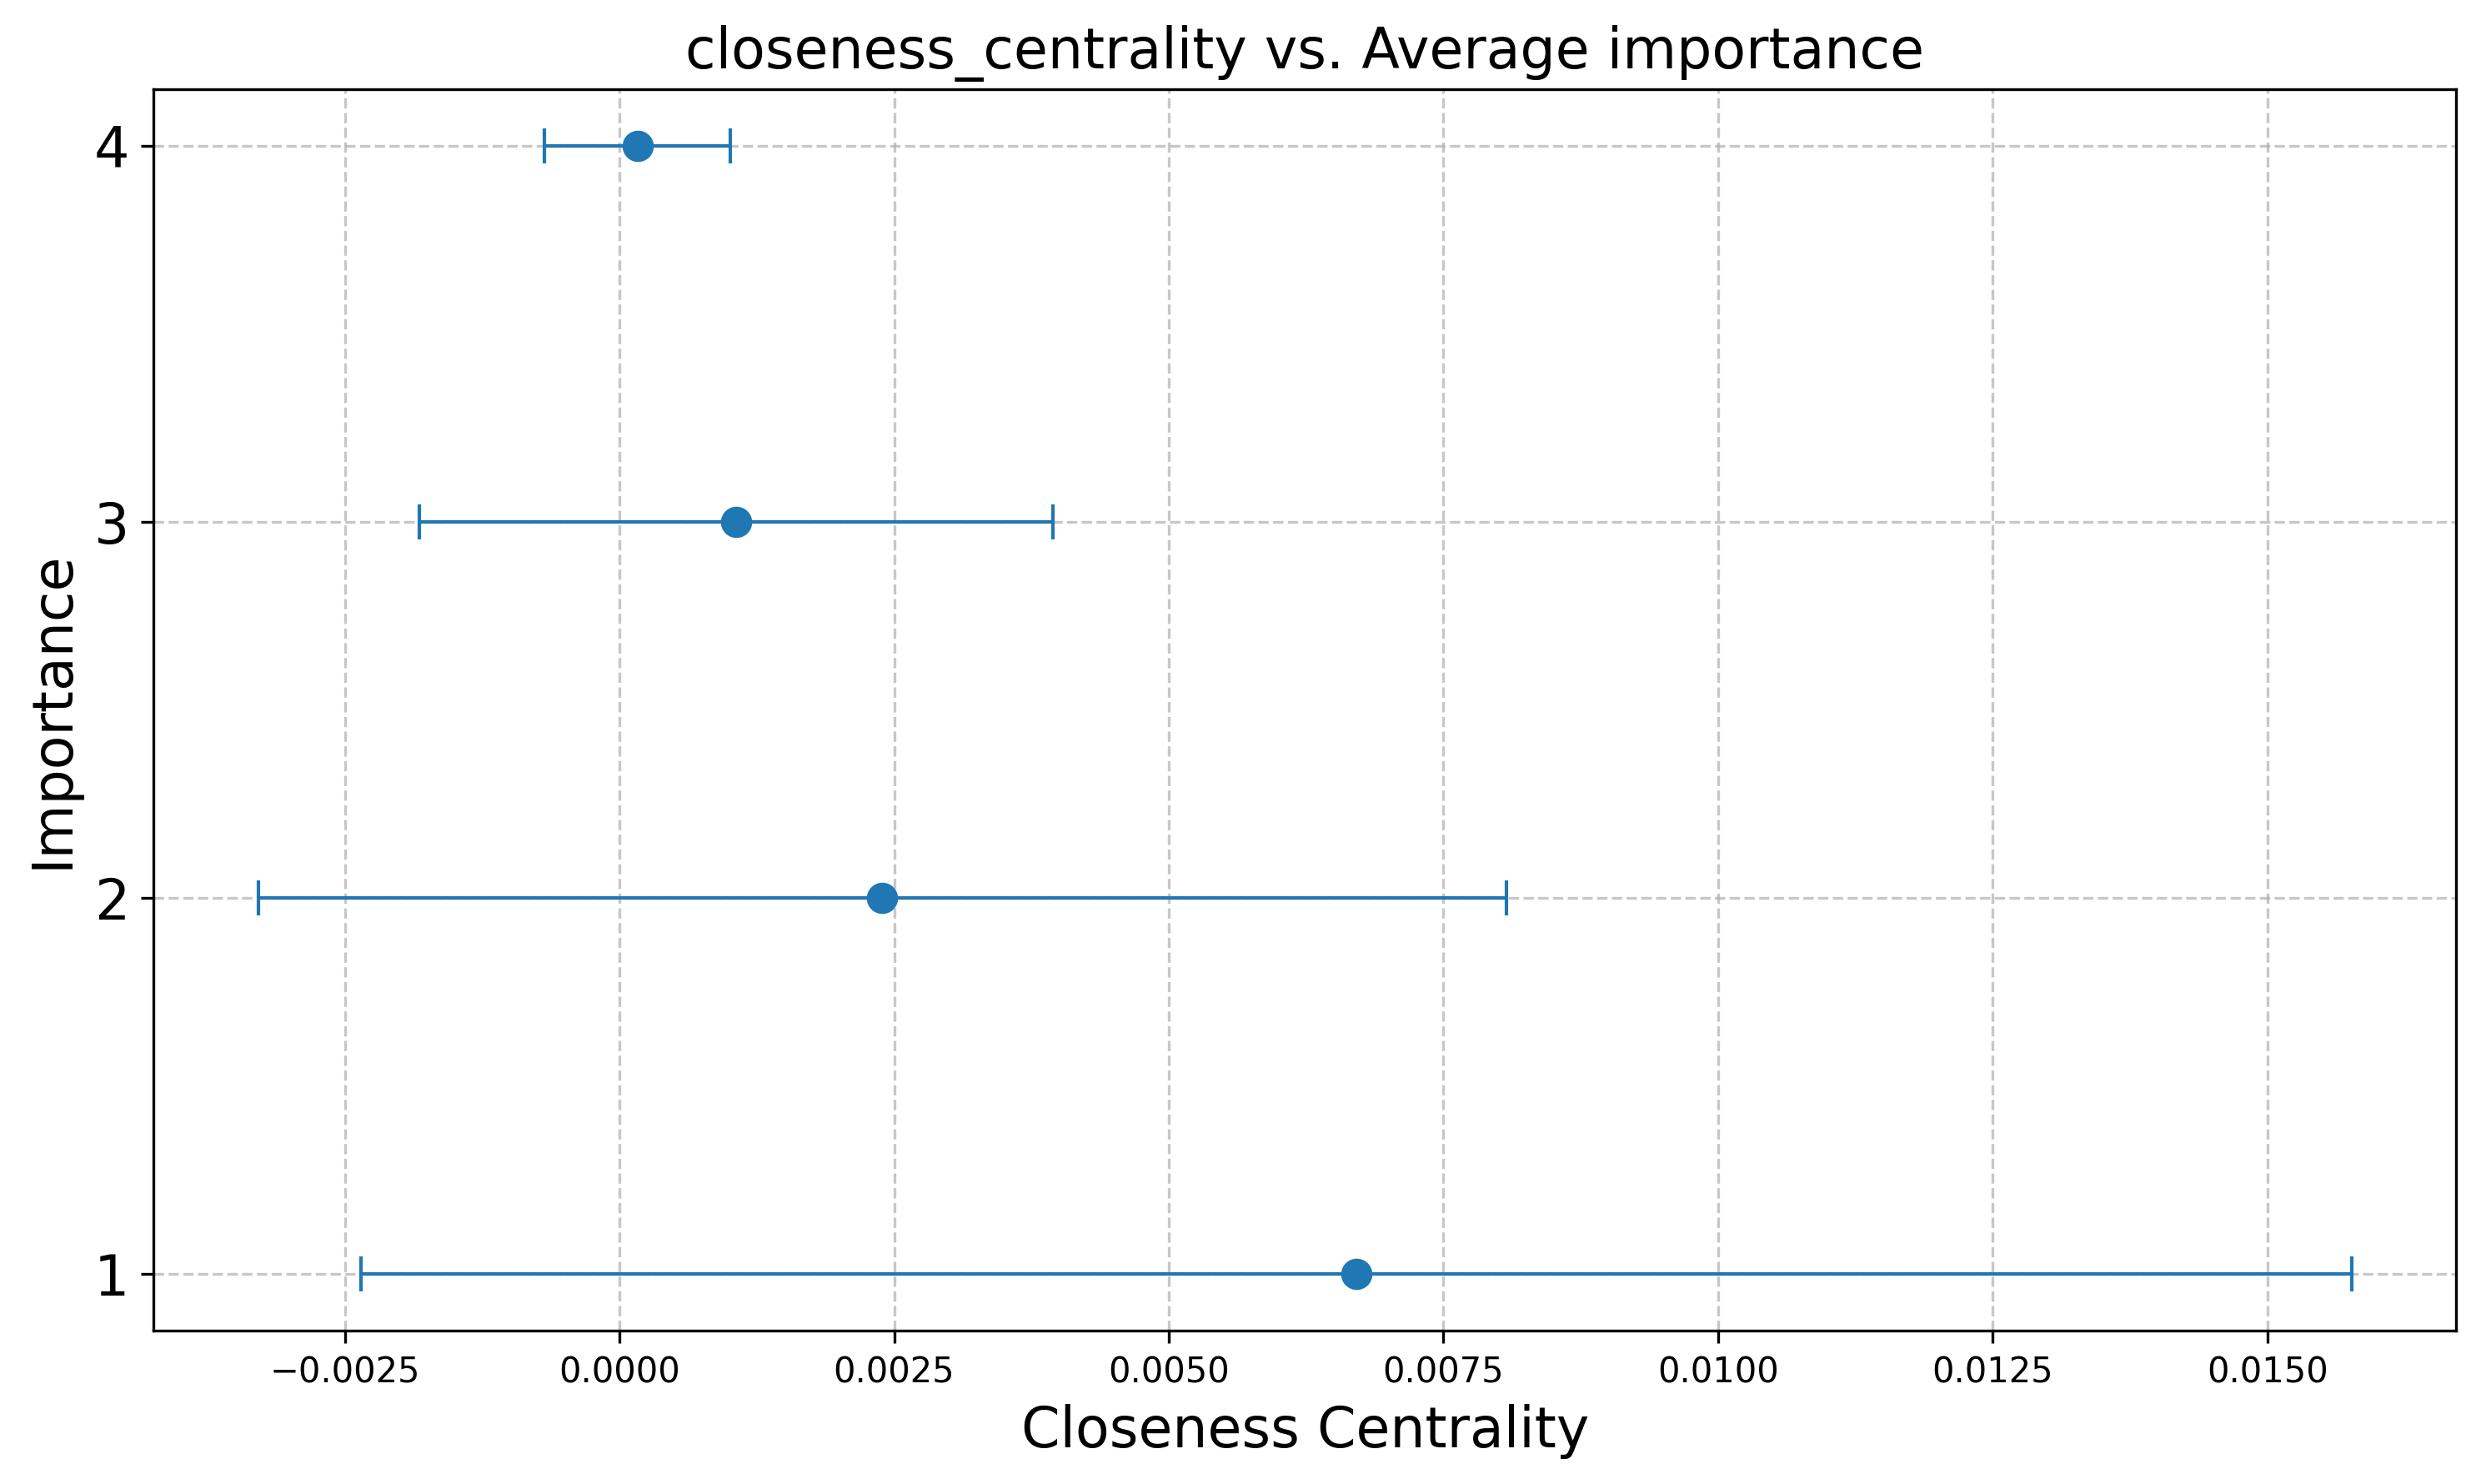 closeness_centrality vs. Average importance
4
3
2
1
Importance
−0.0025 0.0000 0.0025 0.0050 0.0075 0.0100 0.0125 0.0150
Closeness Centrality